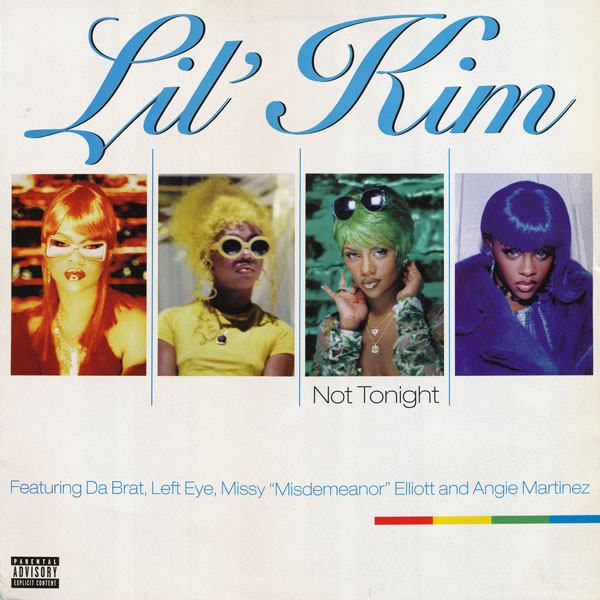 Lil' Kim
Not Tonight
Featuring Da Brat, Left Eye, Missy “Misdemeanor” Elliott and Angie Martinez
PARENTAL
ADVISORY
EXPLICIT CONTENT